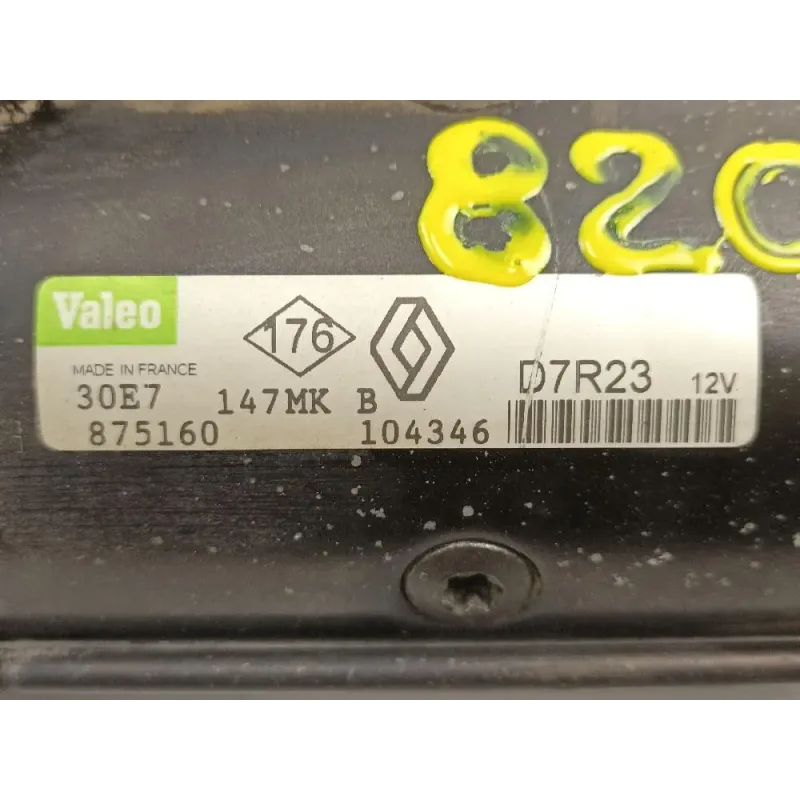 820
Valeo
176
MADE IN FRANCE
D7R23 12V
30E7 147MK B
875160 104346